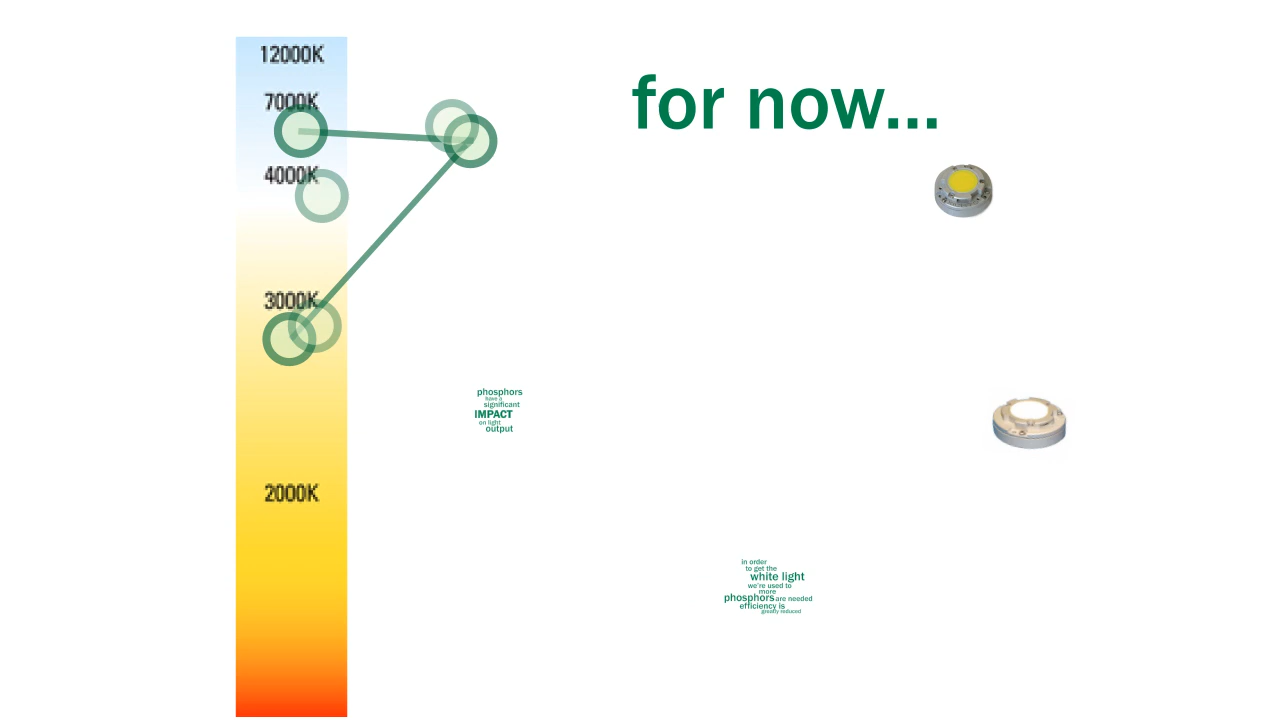 12000K
7000K
4000K
3000K
2000K
for now...
phosphors
have a
significant
IMPACT
on light
output
in order
to get the
white light
we're used to
more
phosphors are needed
efficiency is
greatly reduced